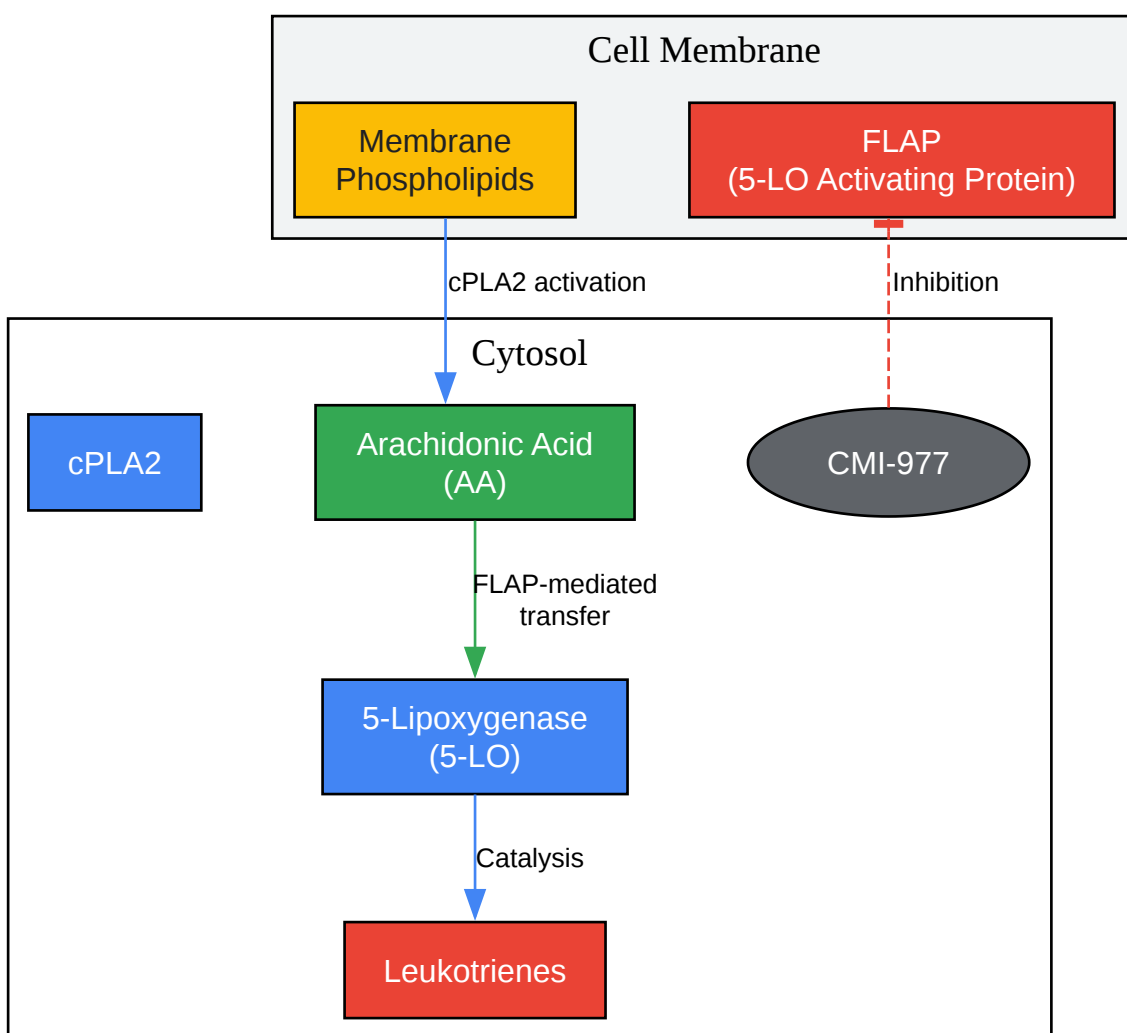 Cell Membrane
Membrane
Phospholipids
FLAP
(5-LO Activating Protein)
cPLA2 activation
Inhibition
Cytosol
cPLA2
Arachidonic Acid
(AA)
CMI-977
FLAP-mediated
transfer
5-Lipoxygenase
(5-LO)
Catalysis
Leukotrienes